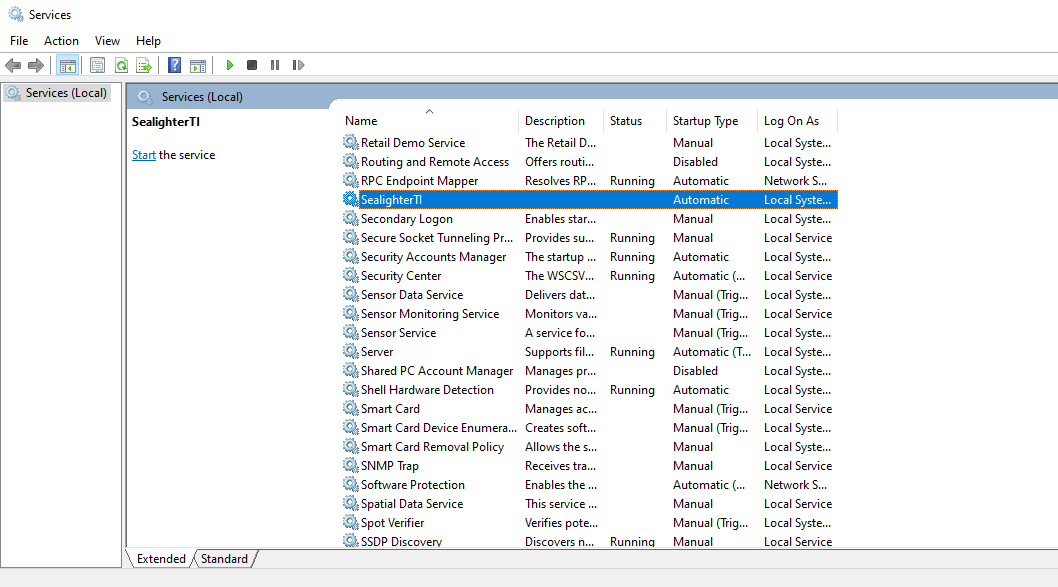 Services
File Action View Help
Services (Local)
Services (Local)
SealighterTI
Start the service
Name Description Status Startup Type Log On As
Retail Demo Service The Retail D... Manual Local Syste...
Routing and Remote Access Offers routi... Disabled Local Syste...
RPC Endpoint Mapper Resolves RP... Running Automatic Network S...
SealighterTI Automatic Local Syste...
Secondary Logon Enables star... Manual Local Syste...
Secure Socket Tunneling Pr... Provides su... Running Manual Local Service
Security Accounts Manager The startup ... Running Automatic Local Syste...
Security Center The WSCSV... Running Automatic (... Local Service
Sensor Data Service Delivers dat... Manual (Trig... Local Syste...
Sensor Monitoring Service Monitors va... Manual (Trig... Local Service
Sensor Service A service fo... Manual (Trig... Local Syste...
Server Supports fil... Running Automatic (T... Local Syste...
Shared PC Account Manager Manages pr... Disabled Local Syste...
Shell Hardware Detection Provides no... Running Automatic Local Syste...
Smart Card Manages ac... Manual (Trig... Local Service
Smart Card Device Enumera... Creates soft... Manual (Trig... Local Syste...
Smart Card Removal Policy Allows the s... Manual Local Syste...
SNMP Trap Receives tra... Manual Local Service
Software Protection Enables the ... Automatic (... Network S...
Spatial Data Service This service ... Manual Local Service
Spot Verifier Verifies pote... Manual (Trig... Local Syste...
SSDP Discovery Discovers n... Running Manual Local Service
Extended Standard